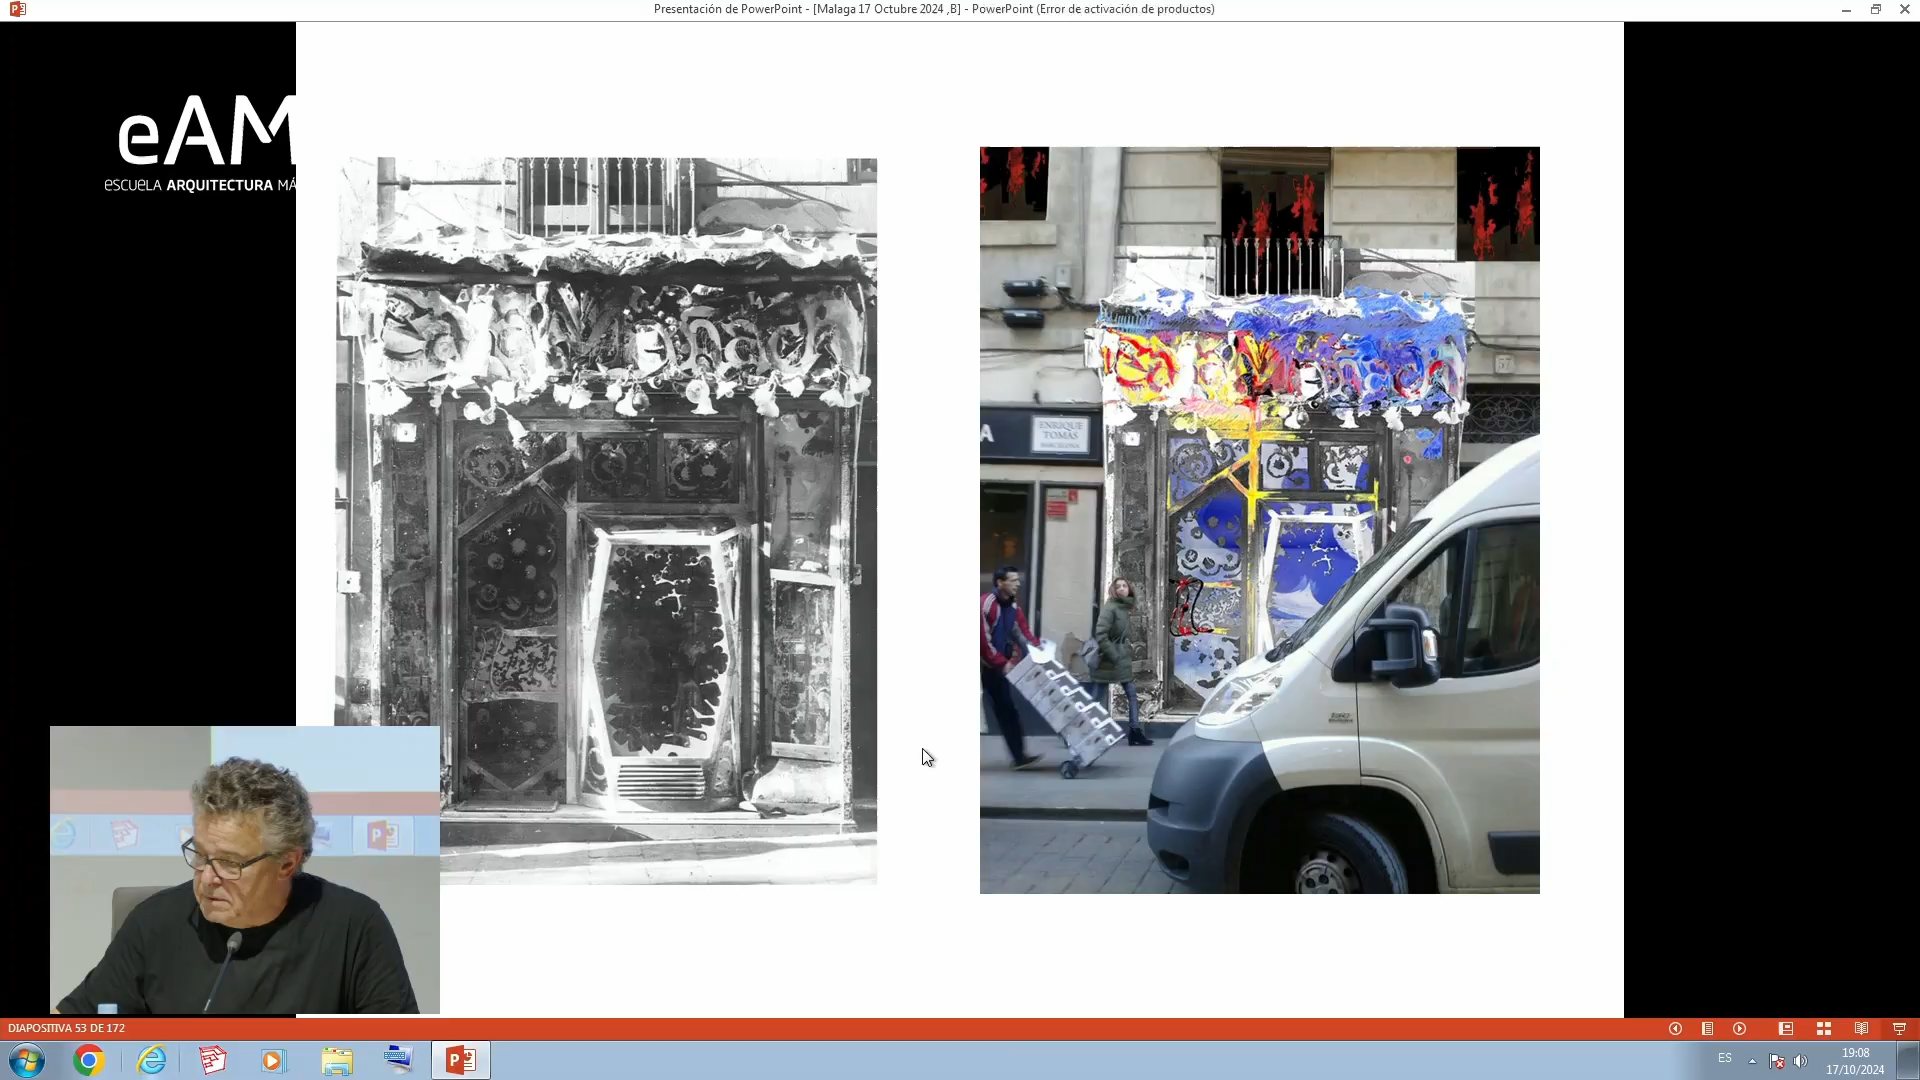 Presentación de PowerPoint - [Malaga 17 Octubre 2024 ,B] - PowerPoint (Error de activación de productos)
eAM
ESCUELA ARQUITECTURA MÁ
Mañach
A
ENRIQUE
TOMÁS
DIAPOSITIVA 53 DE 172
ES
19:08
17/10/2024